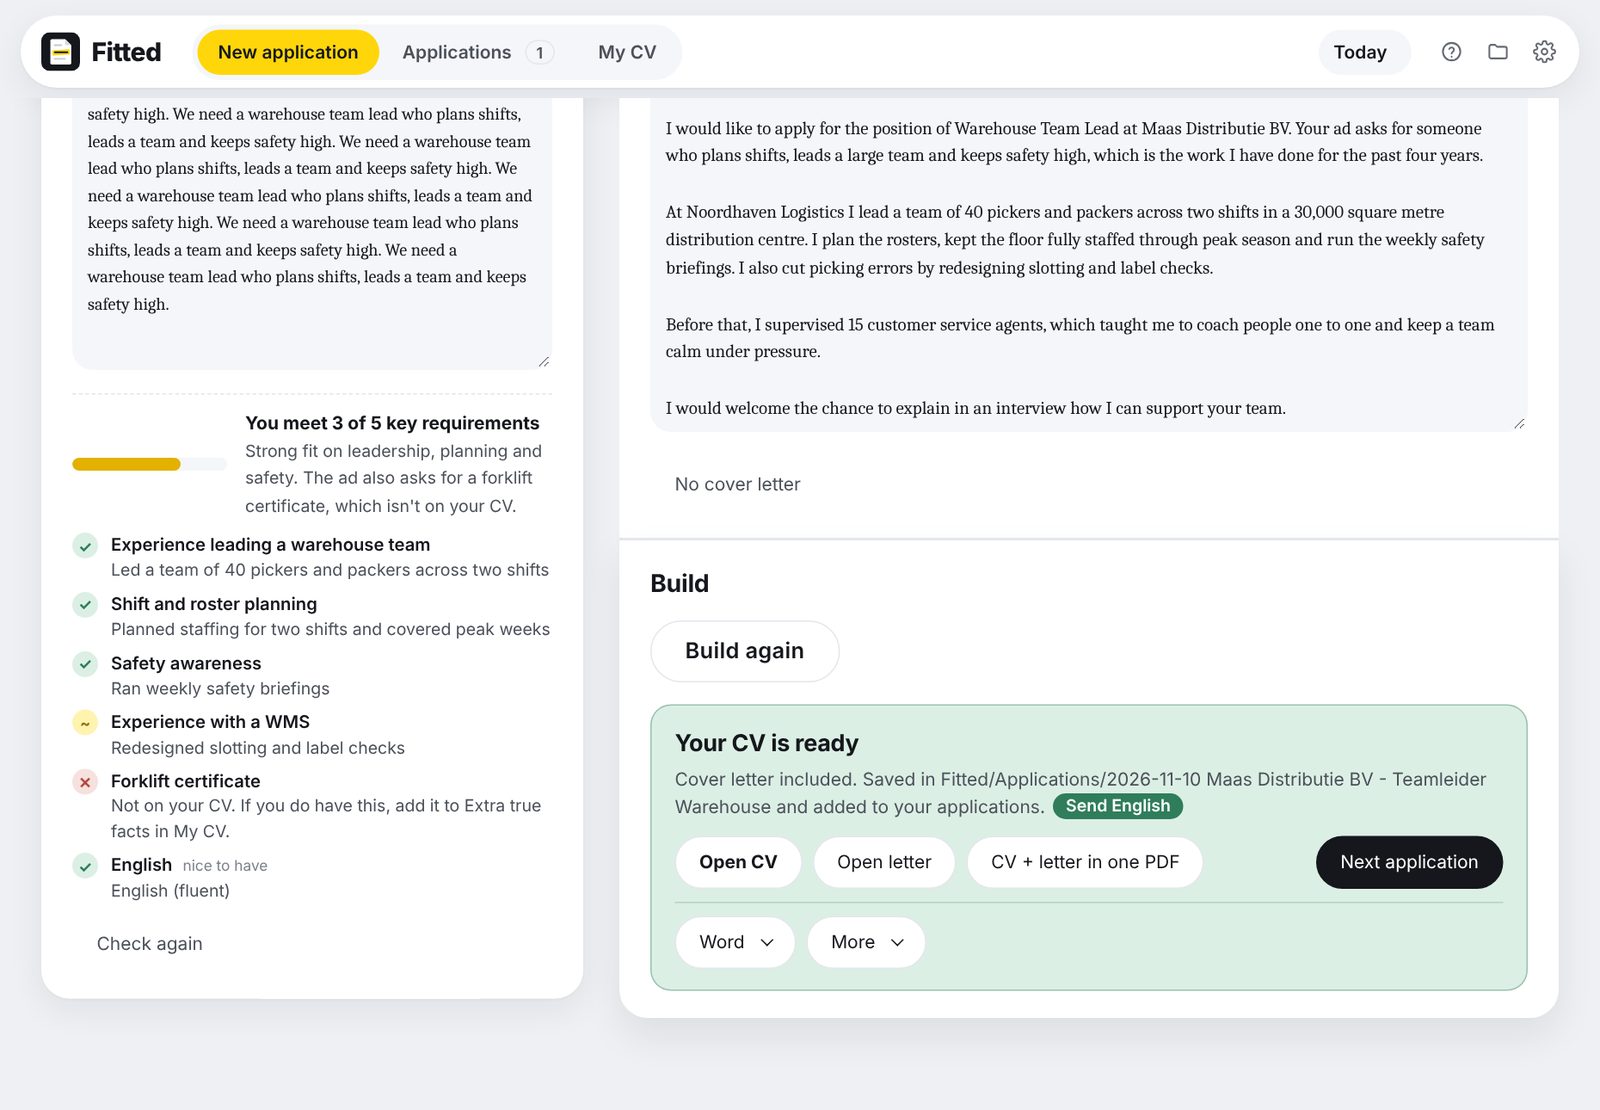 Fitted
New application
Applications 1
My CV
Today
safety high. We need a warehouse team lead who plans shifts,
leads a team and keeps safety high. We need a warehouse team
lead who plans shifts, leads a team and keeps safety high. We
need a warehouse team lead who plans shifts, leads a team and
keeps safety high. We need a warehouse team lead who plans
shifts, leads a team and keeps safety high. We need a
warehouse team lead who plans shifts, leads a team and keeps
safety high.
You meet 3 of 5 key requirements
Strong fit on leadership, planning and
safety. The ad also asks for a forklift
certificate, which isn't on your CV.
Experience leading a warehouse team
Led a team of 40 pickers and packers across two shifts
Shift and roster planning
Planned staffing for two shifts and covered peak weeks
Safety awareness
Ran weekly safety briefings
~ Experience with a WMS
Redesigned slotting and label checks
Forklift certificate
Not on your CV. If you do have this, add it to Extra true
facts in My CV.
English nice to have
English (fluent)
Check again
I would like to apply for the position of Warehouse Team Lead at Maas Distributie BV. Your ad asks for someone
who plans shifts, leads a large team and keeps safety high, which is the work I have done for the past four years.
At Noordhaven Logistics I lead a team of 40 pickers and packers across two shifts in a 30,000 square metre
distribution centre. I plan the rosters, kept the floor fully staffed through peak season and run the weekly safety
briefings. I also cut picking errors by redesigning slotting and label checks.
Before that, I supervised 15 customer service agents, which taught me to coach people one to one and keep a team
calm under pressure.
I would welcome the chance to explain in an interview how I can support your team.
No cover letter
Build
Build again
Your CV is ready
Cover letter included. Saved in Fitted/Applications/2026-11-10 Maas Distributie BV - Teamleider
Warehouse and added to your applications. Send English
Open CV
Open letter
CV + letter in one PDF
Next application
Word
More